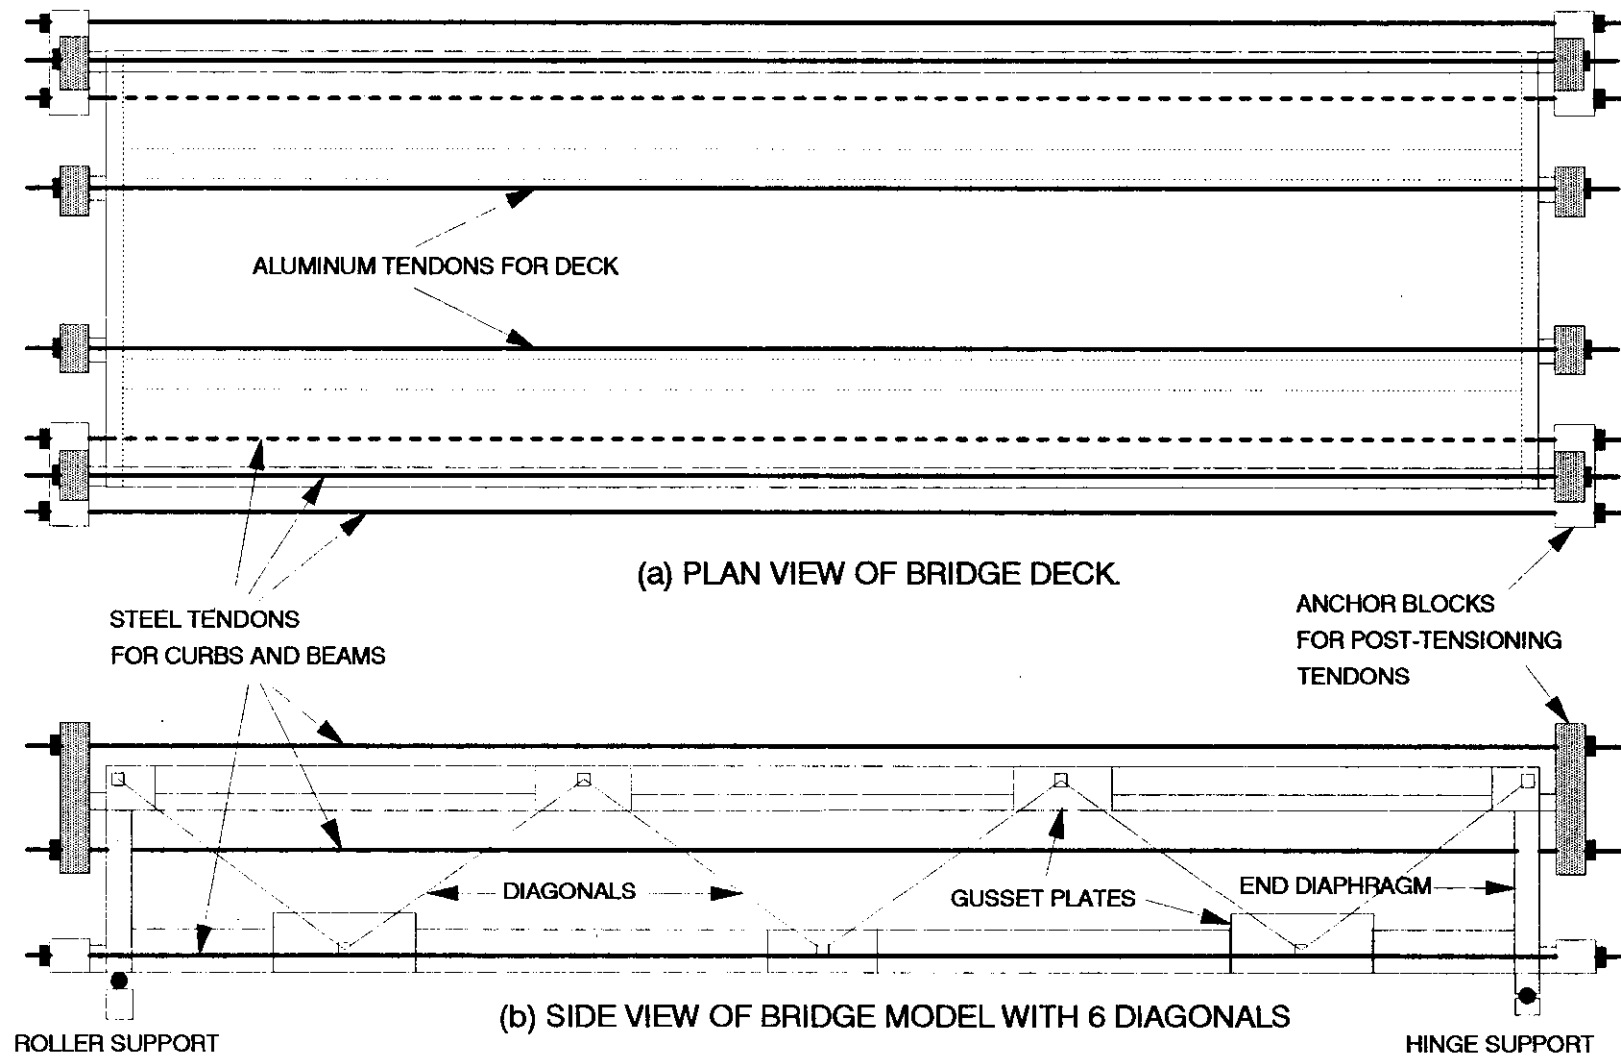 ALUMINUM TENDONS FOR DECK
(a) PLAN VIEW OF BRIDGE DECK.
STEEL TENDONS
FOR CURBS AND BEAMS
ANCHOR BLOCKS
FOR POST-TENSIONING
TENDONS
DIAGONALS
GUSSET PLATES
END DIAPHRAGM
(b) SIDE VIEW OF BRIDGE MODEL WITH 6 DIAGONALS
ROLLER SUPPORT
HINGE SUPPORT